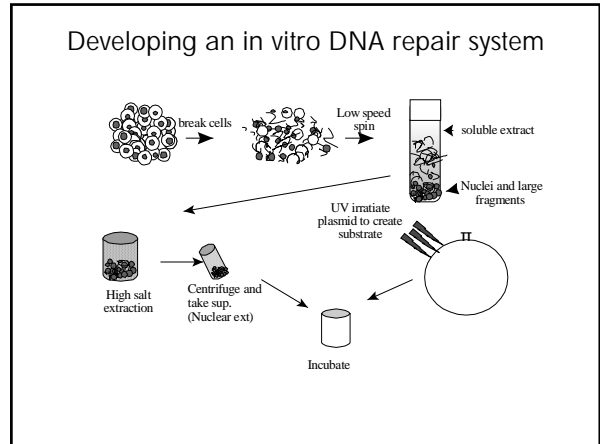 Developing an in vitro DNA repair system
break cells
Low speed
spin
soluble extract
Nuclei and large
fragments
UV irratiate
plasmid to create
substrate
High salt
extraction
Centrifuge and
take sup.
(Nuclear ext)
Incubate